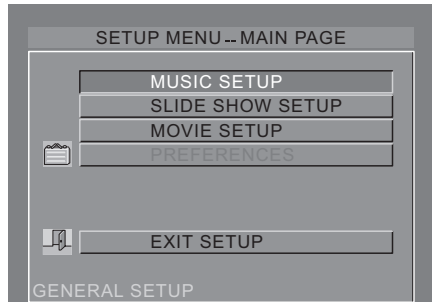 SETUP MENU -- MAIN PAGE
MUSIC SETUP
SLIDE SHOW SETUP
MOVIE SETUP
PREFERENCES
EXIT SETUP
GENERAL SETUP